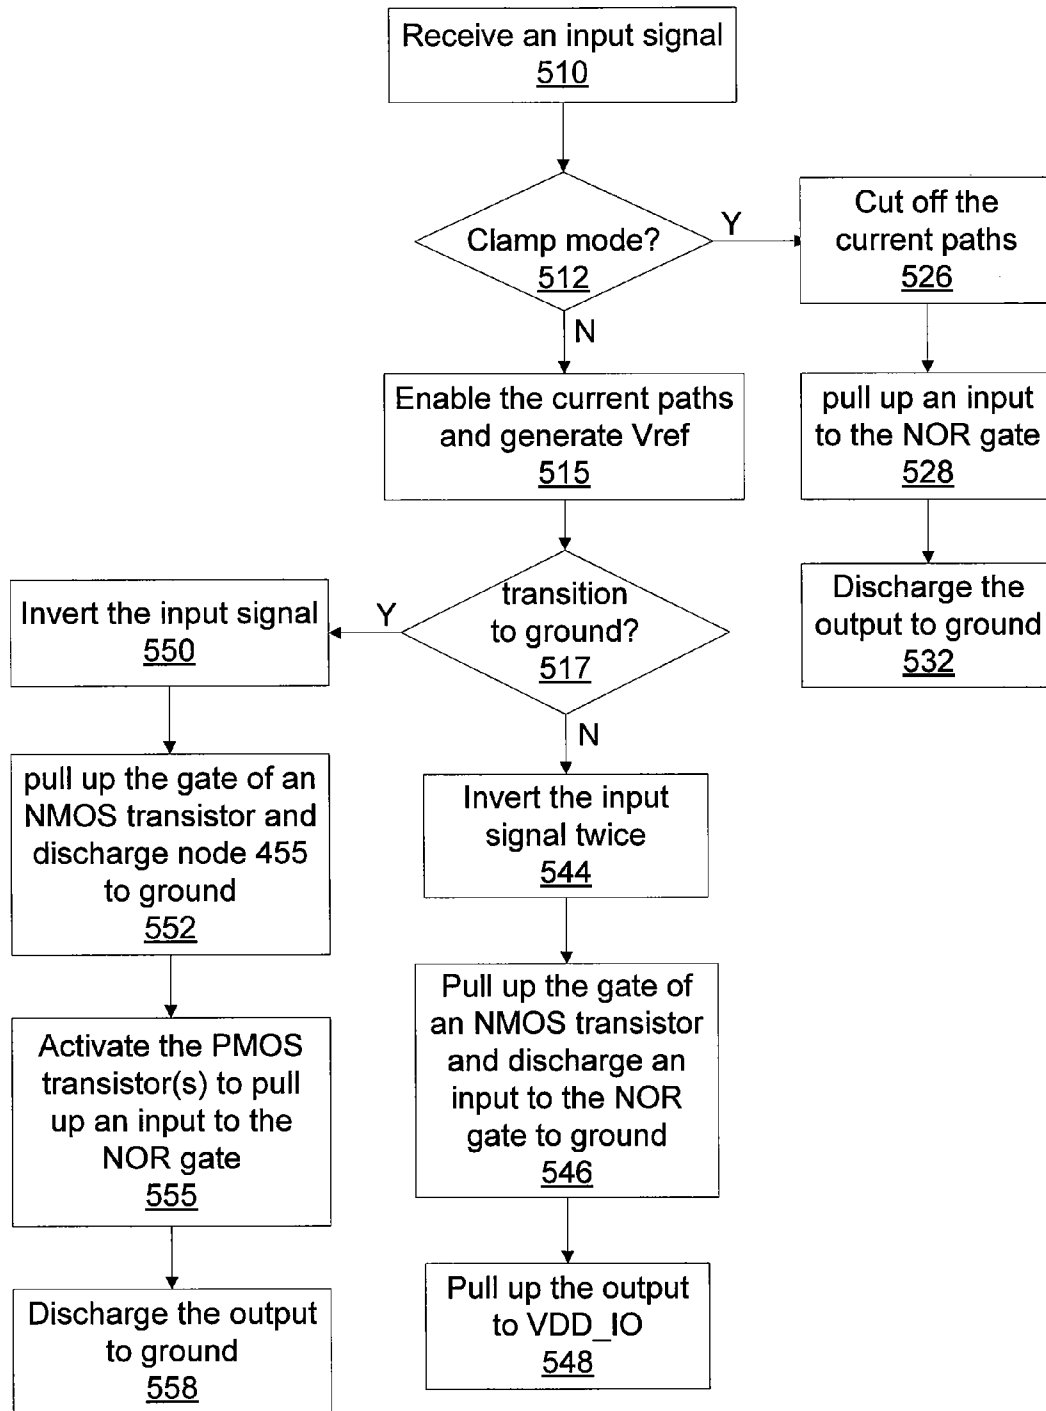 Receive an input signal
510
Clamp mode?
512
Y
N
Cut off the
current paths
526
Enable the current paths
and generate Vref
515
pull up an input
to the NOR gate
528
transition
to ground?
517
Y
N
Discharge the
output to ground
532
Invert the input signal
550
pull up the gate of an
NMOS transistor and
discharge node 455
to ground
552
Invert the input
signal twice
544
Activate the PMOS
transistor(s) to pull
up an input to the
NOR gate
555
Pull up the gate of
an NMOS transistor
and discharge an
input to the NOR
gate to ground
546
Discharge the output
to ground
558
Pull up the output
to VDD_IO
548